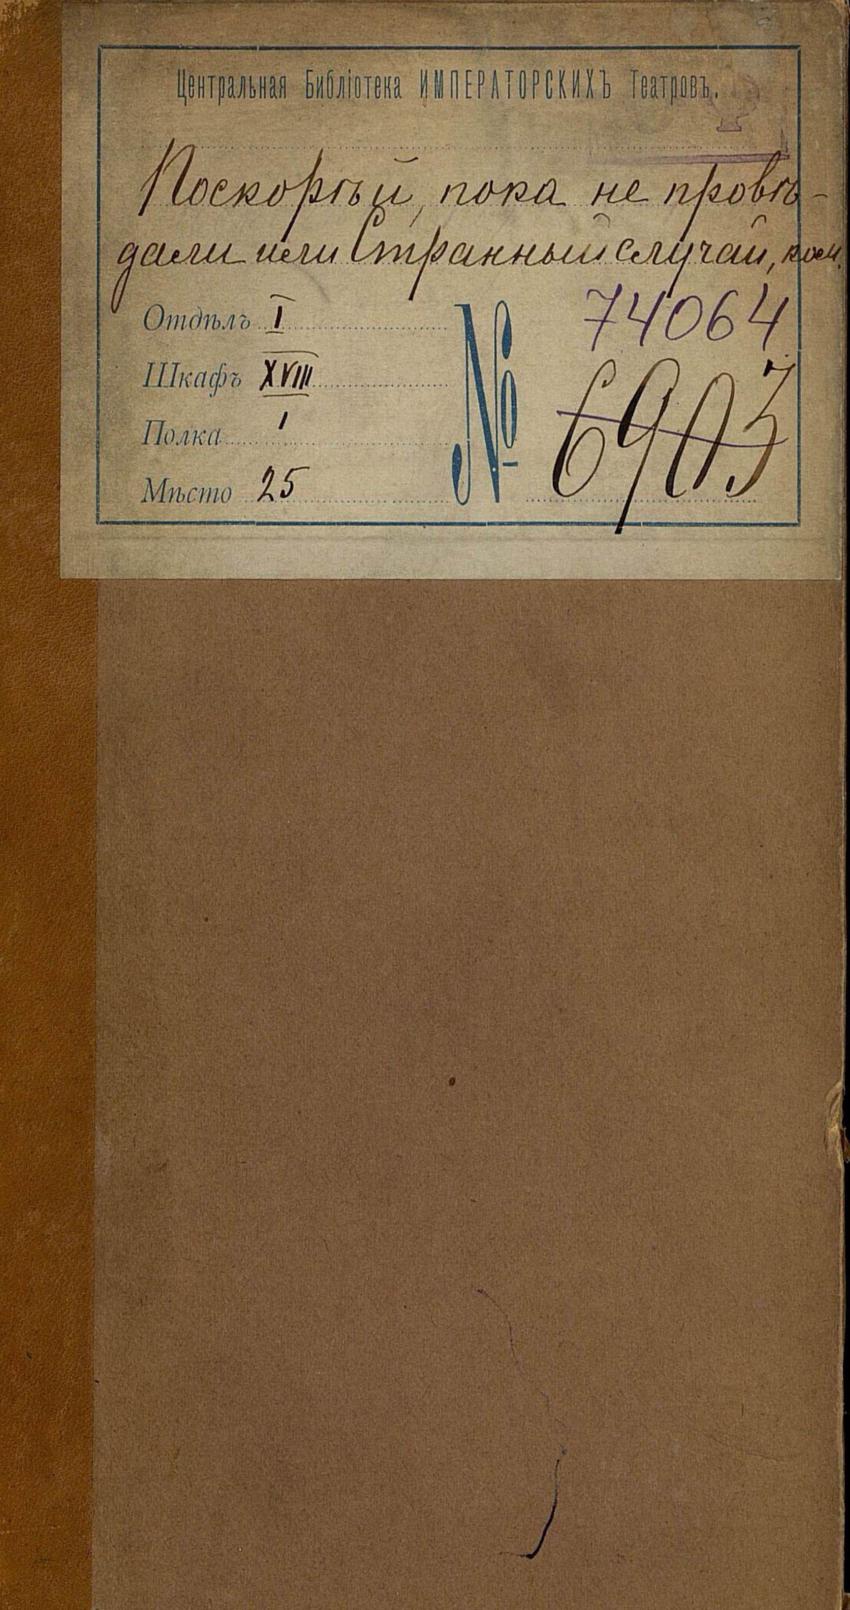 Центральная Библіотека ИМПЕРАТОРСКИХЪ Театровъ.
Поскорѣй, пока не провѣ-
дали или Странный случай, ком.
Отдѣлъ I
Шкафъ XVIII
Полка 1
Мѣсто 25
№ 74064
6903